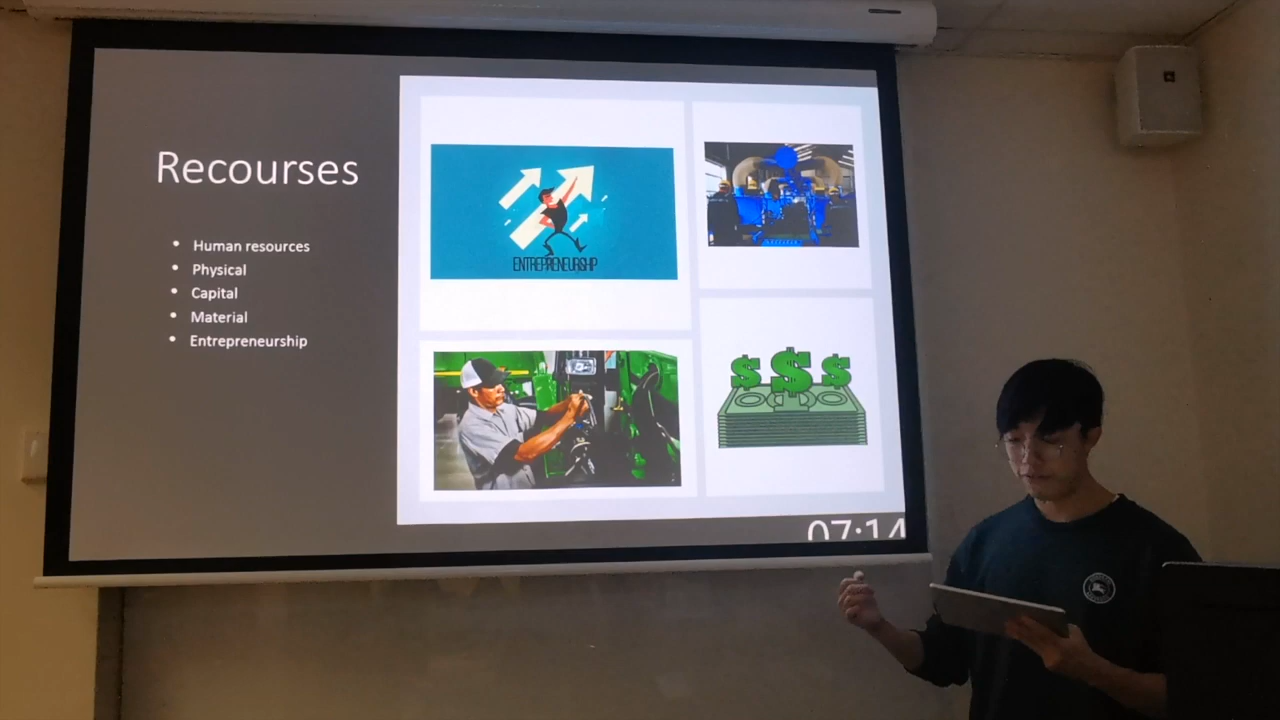 Recourses
• Human resources
• Physical
• Capital
• Material
• Entrepreneurship
ENTREPRENEURSHIP
$ $ $
07:14